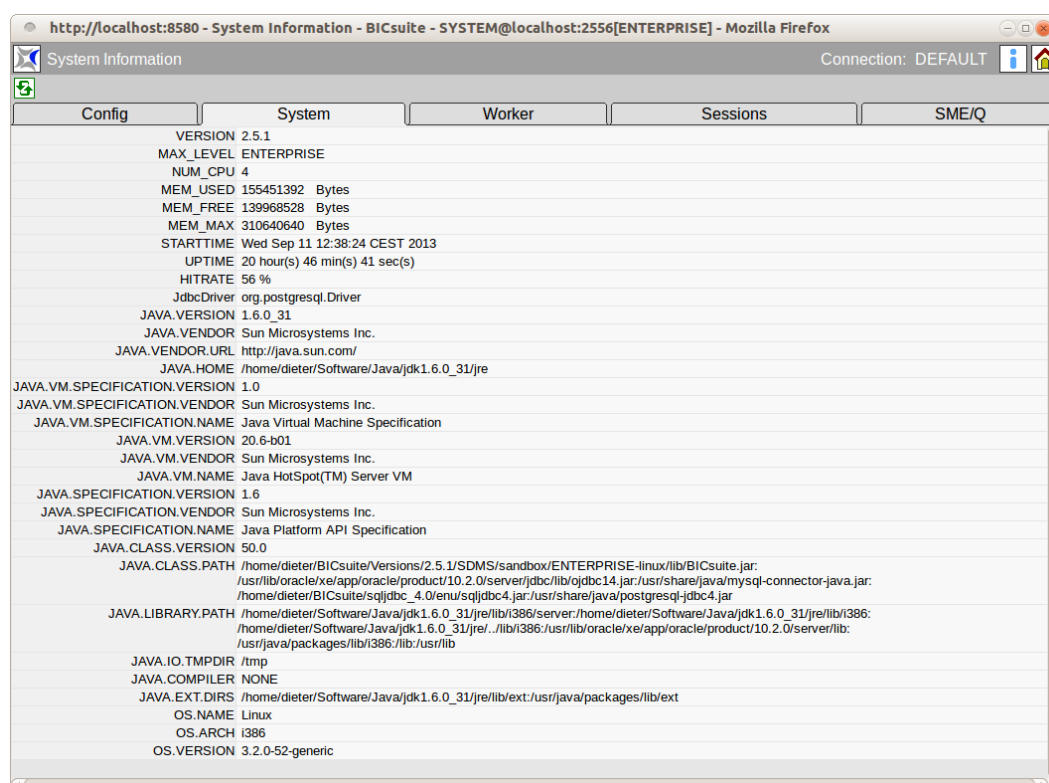 http://localhost:8580 - System Information - BICsuite - SYSTEM@localhost:2556[ENTERPRISE] - Mozilla Firefox
System Information Connection: DEFAULT
Config System Worker Sessions SME/Q
VERSION 2.5.1
MAX_LEVEL ENTERPRISE
NUM_CPU 4
MEM_USED 155451392 Bytes
MEM_FREE 139968528 Bytes
MEM_MAX 310640640 Bytes
STARTTIME Wed Sep 11 12:38:24 CEST 2013
UPTIME 20 hour(s) 46 min(s) 41 sec(s)
HITRATE 56 %
JdbcDriver org.postgresql.Driver
JAVA.VERSION 1.6.0_31
JAVA.VENDOR Sun Microsystems Inc.
JAVA.VENDOR.URL http://java.sun.com/
JAVA.HOME /home/dieter/Software/Java/jdk1.6.0_31/jre
JAVA.VM.SPECIFICATION.VERSION 1.0
JAVA.VM.SPECIFICATION.VENDOR Sun Microsystems Inc.
JAVA.VM.SPECIFICATION.NAME Java Virtual Machine Specification
JAVA.VM.VERSION 20.6-b01
JAVA.VM.VENDOR Sun Microsystems Inc.
JAVA.VM.NAME Java HotSpot(TM) Server VM
JAVA.SPECIFICATION.VERSION 1.6
JAVA.SPECIFICATION.VENDOR Sun Microsystems Inc.
JAVA.SPECIFICATION.NAME Java Platform API Specification
JAVA.CLASS.VERSION 50.0
JAVA.CLASS.PATH /home/dieter/BICsuite/Versions/2.5.1/SDMS/sandbox/ENTERPRISE-linux/lib/BICsuite.jar:
/usr/lib/oracle/xe/app/oracle/product/10.2.0/server/jdbc/lib/ojdbc14.jar:/usr/share/java/mysql-connector-java.jar:
/home/dieter/BICsuite/sqljdbc_4.0/enu/sqljdbc4.jar:/usr/share/java/postgresql-jdbc4.jar
JAVA.LIBRARY.PATH /home/dieter/Software/Java/jdk1.6.0_31/jre/lib/i386/server:/home/dieter/Software/Java/jdk1.6.0_31/jre/lib/i386:
/home/dieter/Software/Java/jdk1.6.0_31/jre/../lib/i386:/usr/lib/oracle/xe/app/oracle/product/10.2.0/server/lib:
/usr/java/packages/lib/i386:/lib:/usr/lib
JAVA.IO.TMPDIR /tmp
JAVA.COMPILER NONE
JAVA.EXT.DIRS /home/dieter/Software/Java/jdk1.6.0_31/jre/lib/ext:/usr/java/packages/lib/ext
OS.NAME Linux
OS.ARCH i386
OS.VERSION 3.2.0-52-generic